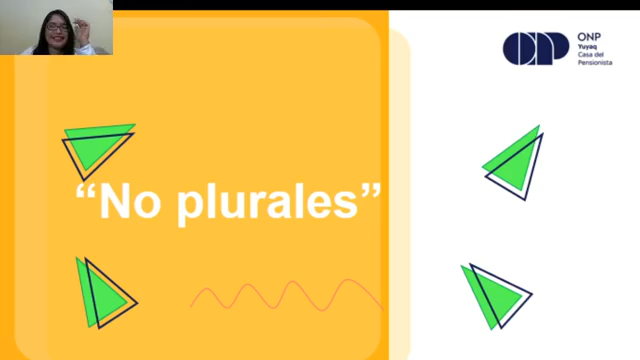 ONP
Yuyaq
Casa del
Pensionista
“No plurales”